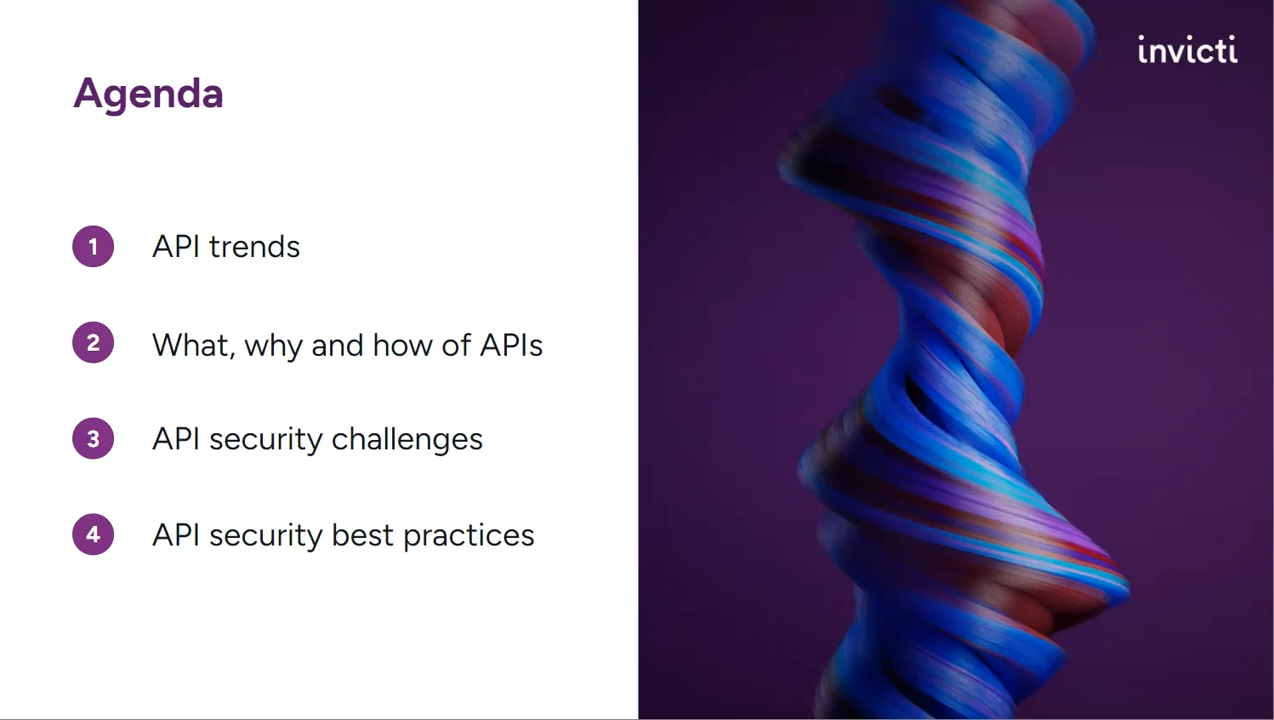 invicti
Agenda
1 API trends
2 What, why and how of APIs
3 API security challenges
4 API security best practices